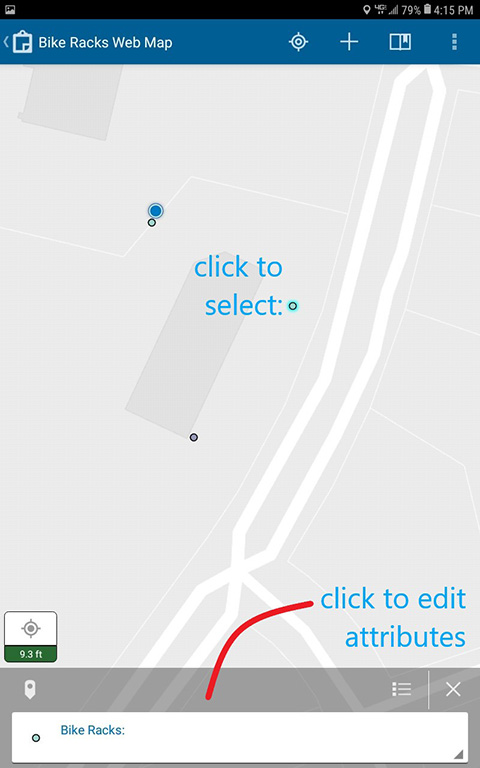 4G 79% 4:15 PM
Bike Racks Web Map
click to
select:
click to edit
attributes
9.3 ft
Bike Racks: